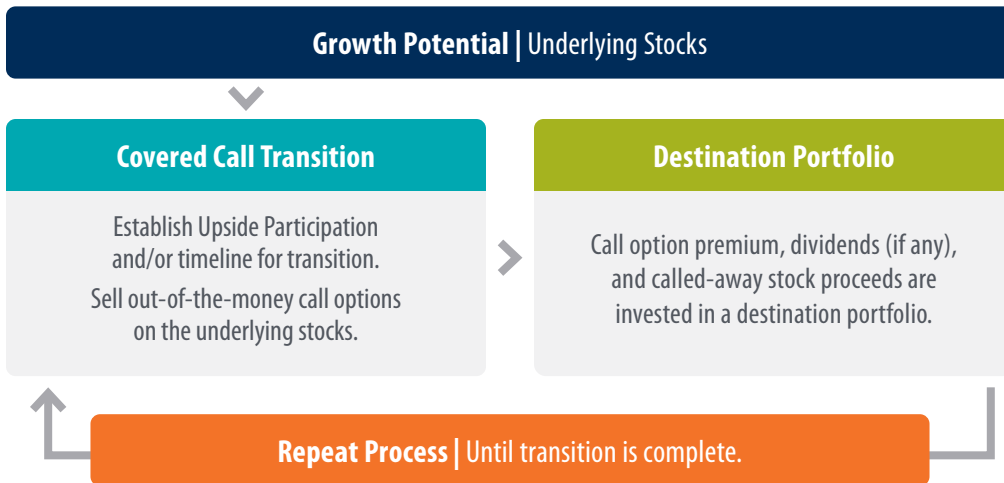 Growth Potential | Underlying Stocks
Covered Call Transition
Establish Upside Participation
and/or timeline for transition.
Sell out-of-the-money call options
on the underlying stocks.
Destination Portfolio
Call option premium, dividends (if any),
and called-away stock proceeds are
invested in a destination portfolio.
Repeat Process | Until transition is complete.